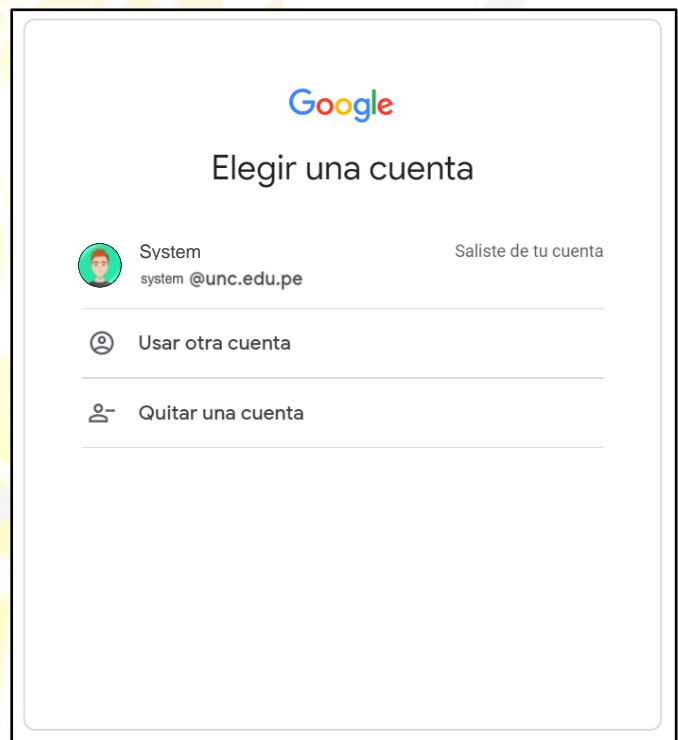 Google
Elegir una cuenta
System
Saliste de tu cuenta
system @unc.edu.pe
Usar otra cuenta
Quitar una cuenta